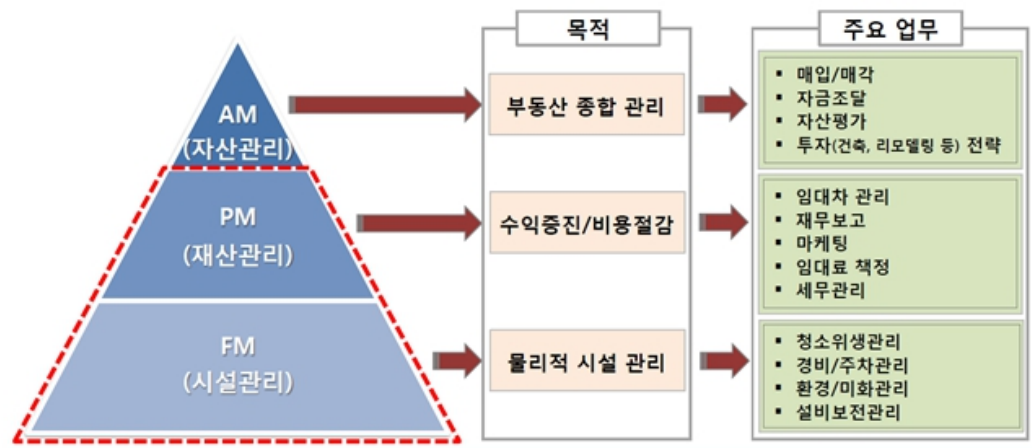 목적
주요 업무
AM
(자산관리)
부동산 종합 관리
▪ 매입/매각
▪ 자금조달
▪ 자산평가
▪ 투자(건축, 리모델링 등) 전략
PM
(재산관리)
수익증진/비용절감
▪ 임대차 관리
▪ 재무보고
▪ 마케팅
▪ 임대료 책정
▪ 세무관리
FM
(시설관리)
물리적 시설 관리
▪ 청소위생관리
▪ 경비/주차관리
▪ 환경/미화관리
▪ 설비보전관리